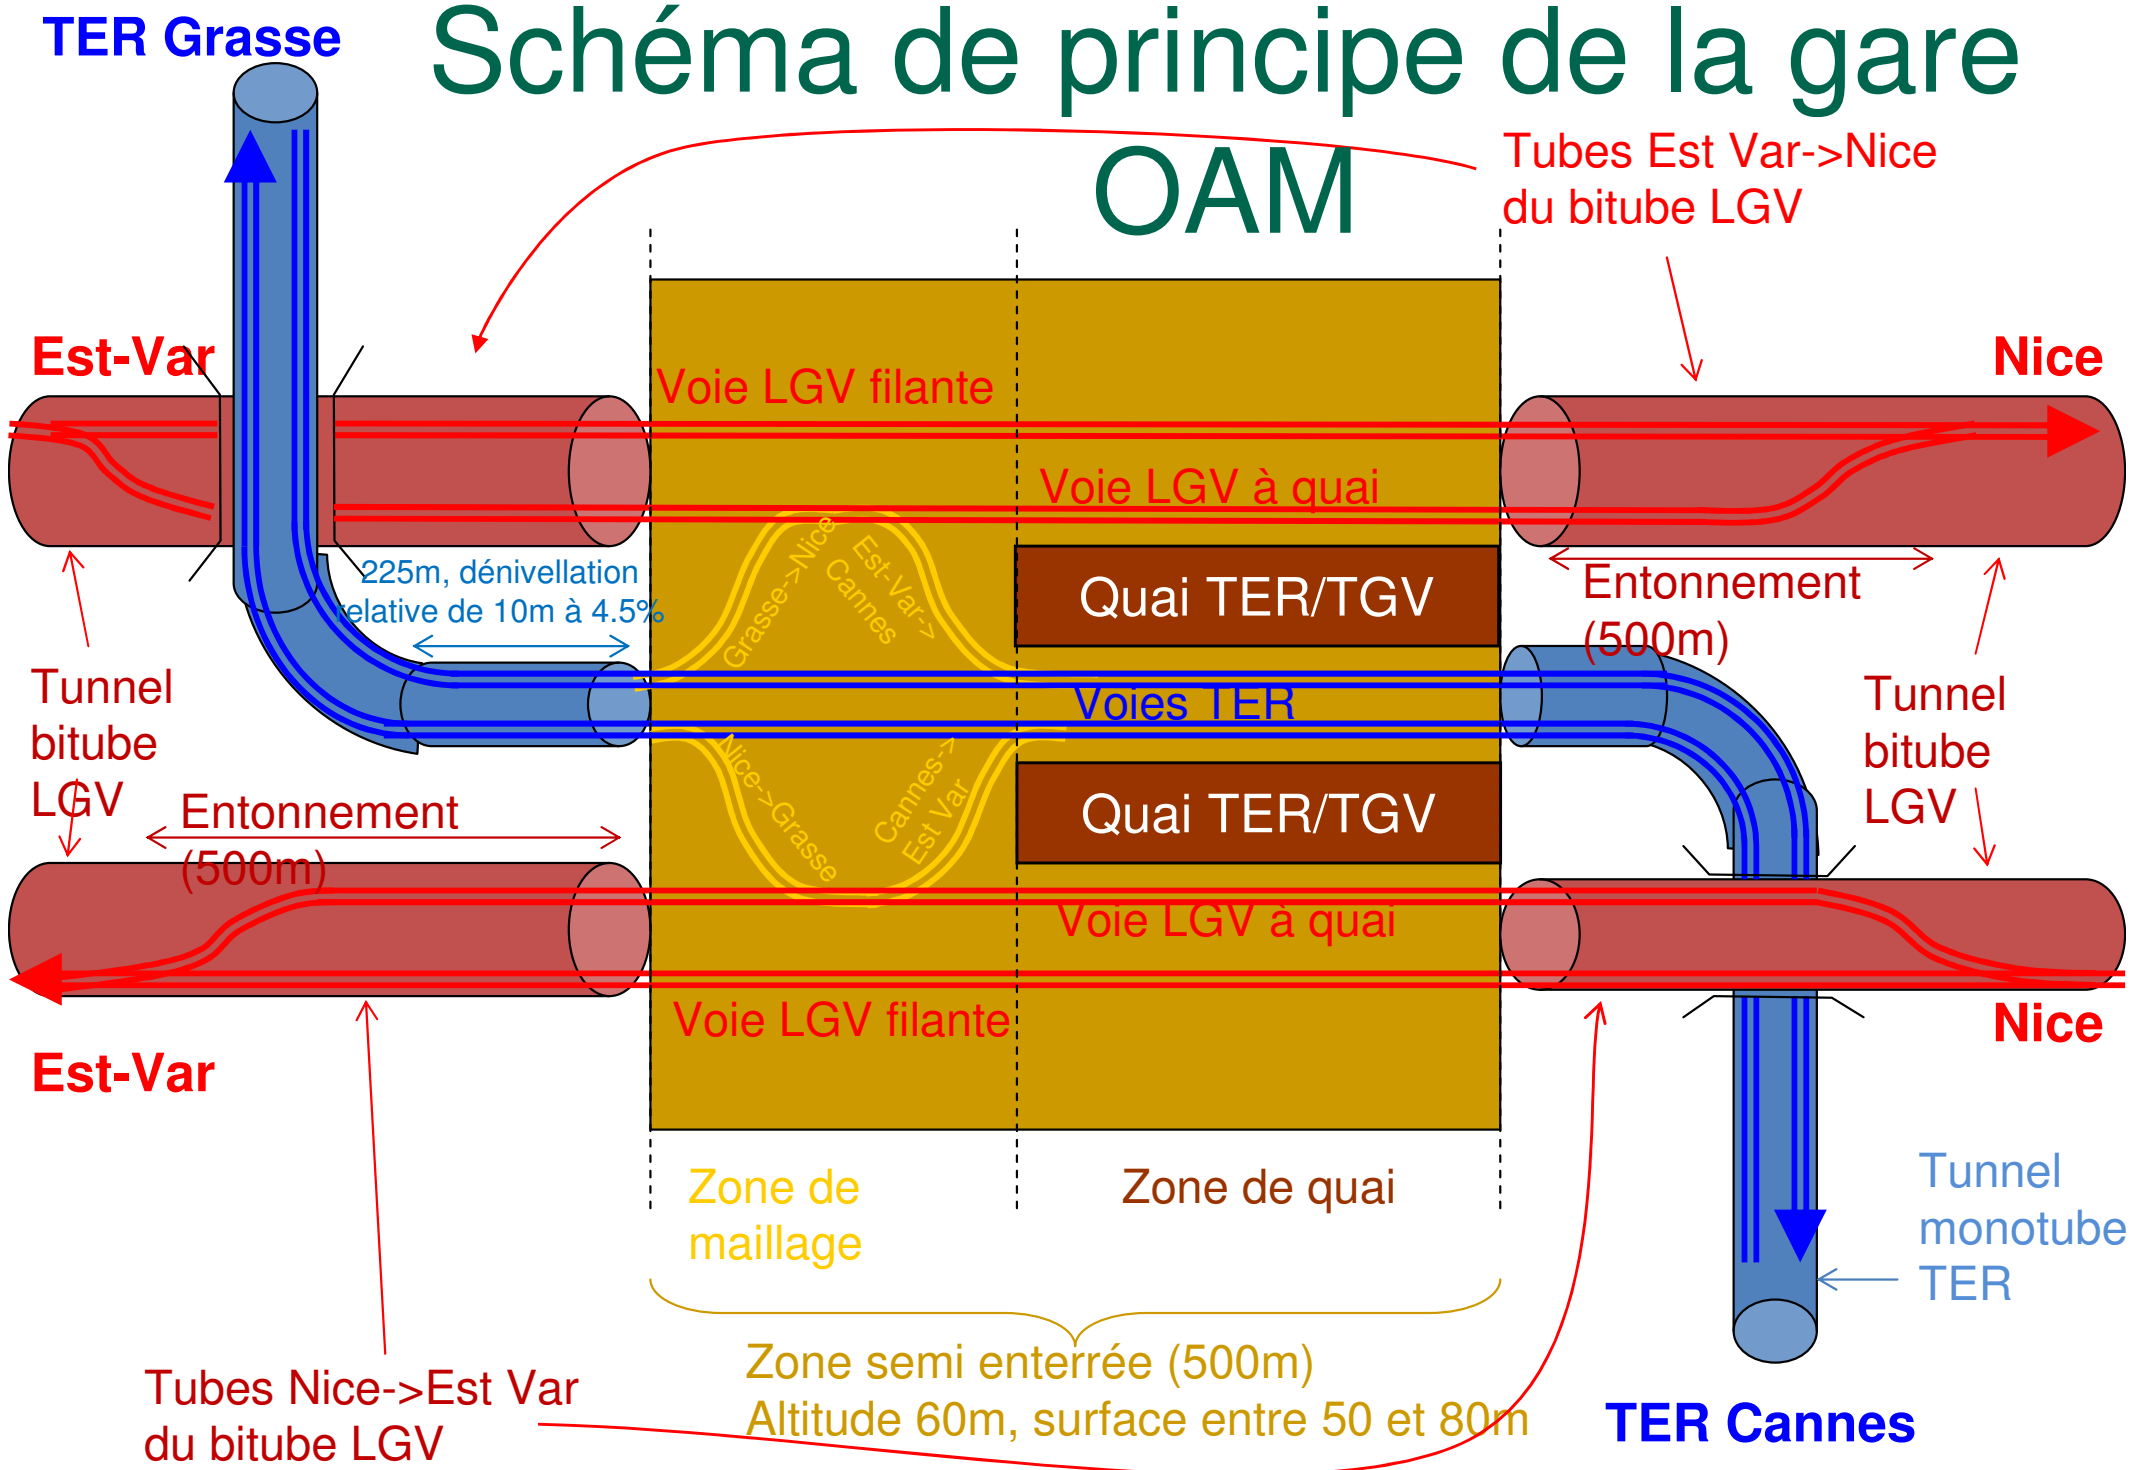 TER Grasse
Schéma de principe de la gare
OAM
Tubes Est Var->Nice
du bitube LGV
Est-Var
Nice
Voie LGV filante
Voie LGV à quai
Grasse->Nice
Est-Var->
Cannes
225m, dénivellation
relative de 10m à 4.5%
Quai TER/TGV
Entonnement
(500m)
Tunnel
bitube
LGV
Voies TER
Tunnel
bitube
LGV
Nice->Grasse
Cannes->
Est Var
Quai TER/TGV
Entonnement
(500m)
Voie LGV à quai
Voie LGV filante
Nice
Est-Var
Zone de
maillage
Zone de quai
Tunnel
monotube
TER
Zone semi enterrée (500m)
Altitude 60m, surface entre 50 et 80m
Tubes Nice->Est Var
du bitube LGV
TER Cannes